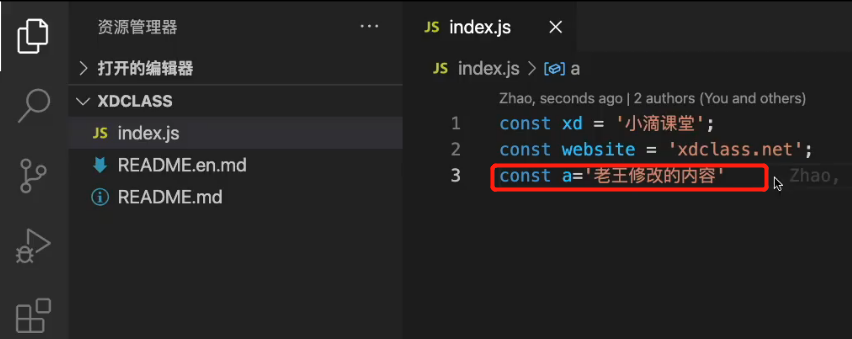 资源管理器 ···
打开的编辑器
XDCLASS
JS index.js
README.en.md
README.md
JS index.js
JS index.js > a
Zhao, seconds ago | 2 authors (You and others)
1 const xd = '小滴课堂';
2 const website = 'xdclass.net';
3 const a='老王修改的内容' Zhao,